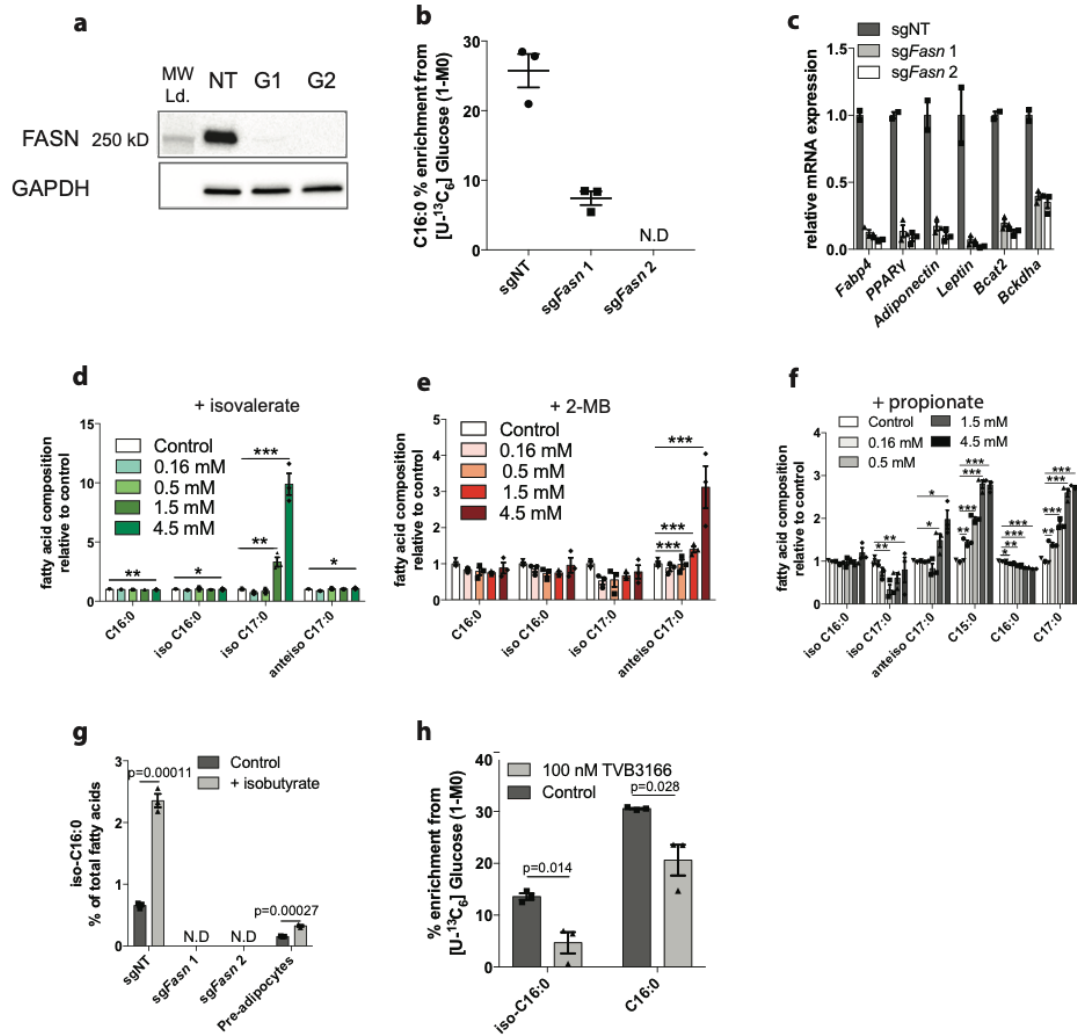 a
MW
Ld.
NT
G1
G2
FASN
250 kD
GAPDH
b
C16:0 % enrichment from
[U-¹³C₆] Glucose (1-M0)
30
20
10
0
N.D
sgNT
sgFasn 1
sgFasn 2
c
sgNT
sgFasn 1
sgFasn 2
relative mRNA expression
1.5
1.0
0.5
0.0
Fabp4
PPARγ
Adiponectin
Leptin
Bcat2
Bckdha
d
+ isovalerate
fatty acid composition
relative to control
15
10
5
0
Control
0.16 mM
0.5 mM
1.5 mM
4.5 mM
**
*
**
***
*
C16:0
iso C16:0
iso C17:0
anteiso C17:0
e
+ 2-MB
fatty acid composition
relative to control
5
4
3
2
1
0
Control
0.16 mM
0.5 mM
1.5 mM
4.5 mM
***
***
***
C16:0
iso C16:0
iso C17:0
anteiso C17:0
f
+ propionate
Control
0.16 mM
0.5 mM
1.5 mM
4.5 mM
fatty acid composition
relative to control
4
3
2
1
0
**
**
*
*
***
***
***
**
***
***
**
*
***
***
**
iso C16:0
iso C17:0
anteiso C17:0
C15:0
C16:0
C17:0
g
Control
+ isobutyrate
iso-C16:0
% of total fatty acids
3
2
1
0
p=0.00011
N.D
N.D
p=0.00027
sgNT
sgFasn 1
sgFasn 2
Pre-adipocytes
h
100 nM TVB3166
Control
% enrichment from
[U-¹³C₆] Glucose (1-M0)
40
30
20
10
0
p=0.014
p=0.028
iso-C16:0
C16:0